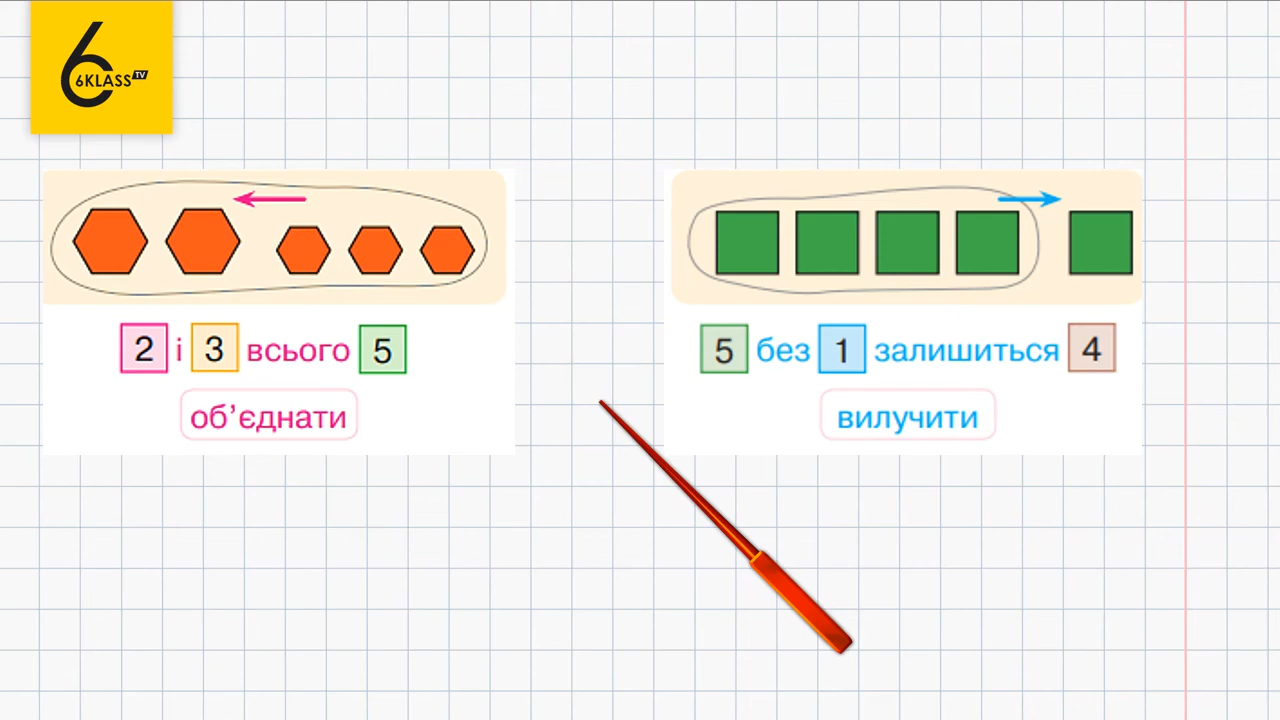 6KLASS TV
2 і 3 всього 5
об’єднати
5 без 1 залишиться 4
вилучити